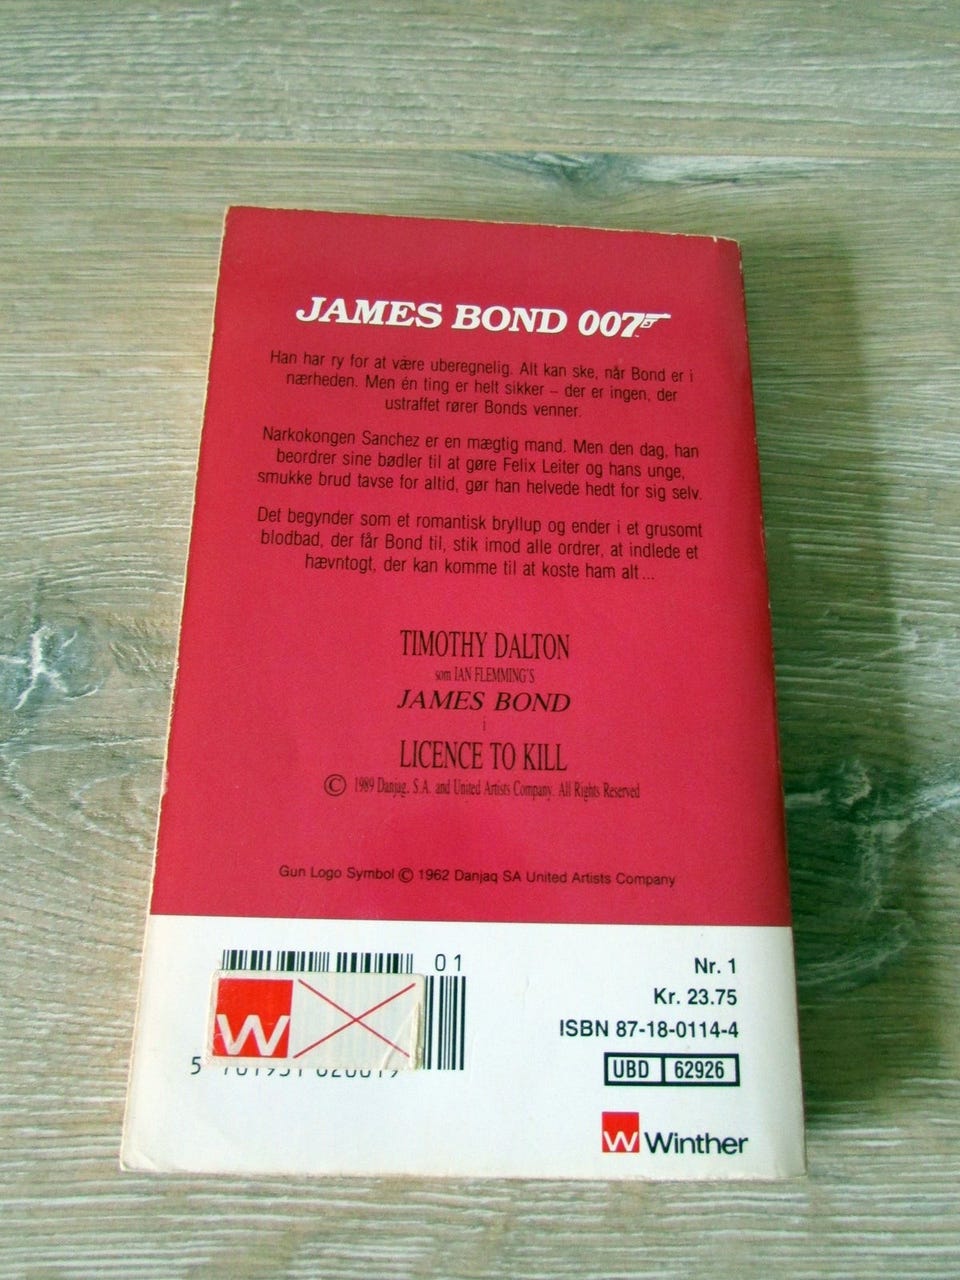 JAMES BOND 007
Han har ry for at være uberegnelig. Alt kan ske, når Bond er i
nærheden. Men én ting er helt sikker – der er ingen, der
ustraffet rører Bonds venner.
Narkokongen Sanchez er en mægtig mand. Men den dag, han
beordrer sine bødler til at gøre Felix Leiter og hans unge,
smukke brud tavse for altid, gør han helvede hedt for sig selv.
Det begynder som et romantisk bryllup og ender i et grusomt
blodbad, der får Bond til, stik imod alle ordrer, at indlede et
hævntogt, der kan komme til at koste ham alt...
TIMOTHY DALTON
som IAN FLEMMING'S
JAMES BOND
i
LICENCE TO KILL
© 1989 Danjaq, S.A. and United Artists Company. All Rights Reserved
Gun Logo Symbol © 1962 Danjaq SA United Artists Company
01
W
5
Nr. 1
Kr. 23.75
ISBN 87-18-0114-4
UBD 62926
W Winther